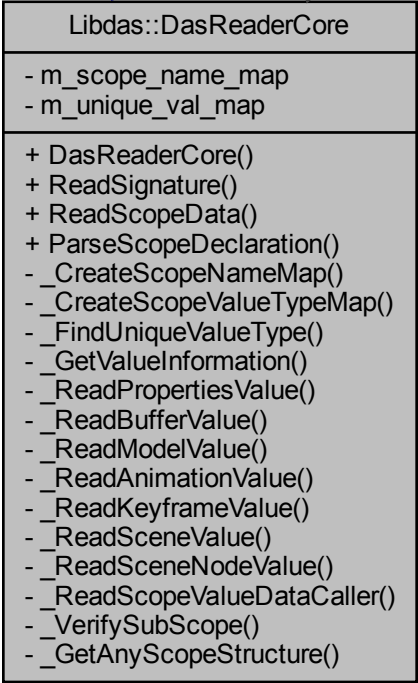 Libdas::DasReaderCore
- m_scope_name_map
- m_unique_val_map
+ DasReaderCore()
+ ReadSignature()
+ ReadScopeData()
+ ParseScopeDeclaration()
- _CreateScopeNameMap()
- _CreateScopeValueTypeMap()
- _FindUniqueValueType()
- _GetValueInformation()
- _ReadPropertiesValue()
- _ReadBufferValue()
- _ReadModelValue()
- _ReadAnimationValue()
- _ReadKeyframeValue()
- _ReadSceneValue()
- _ReadSceneNodeValue()
- _ReadScopeValueDataCaller()
- _VerifySubScope()
- _GetAnyScopeStructure()